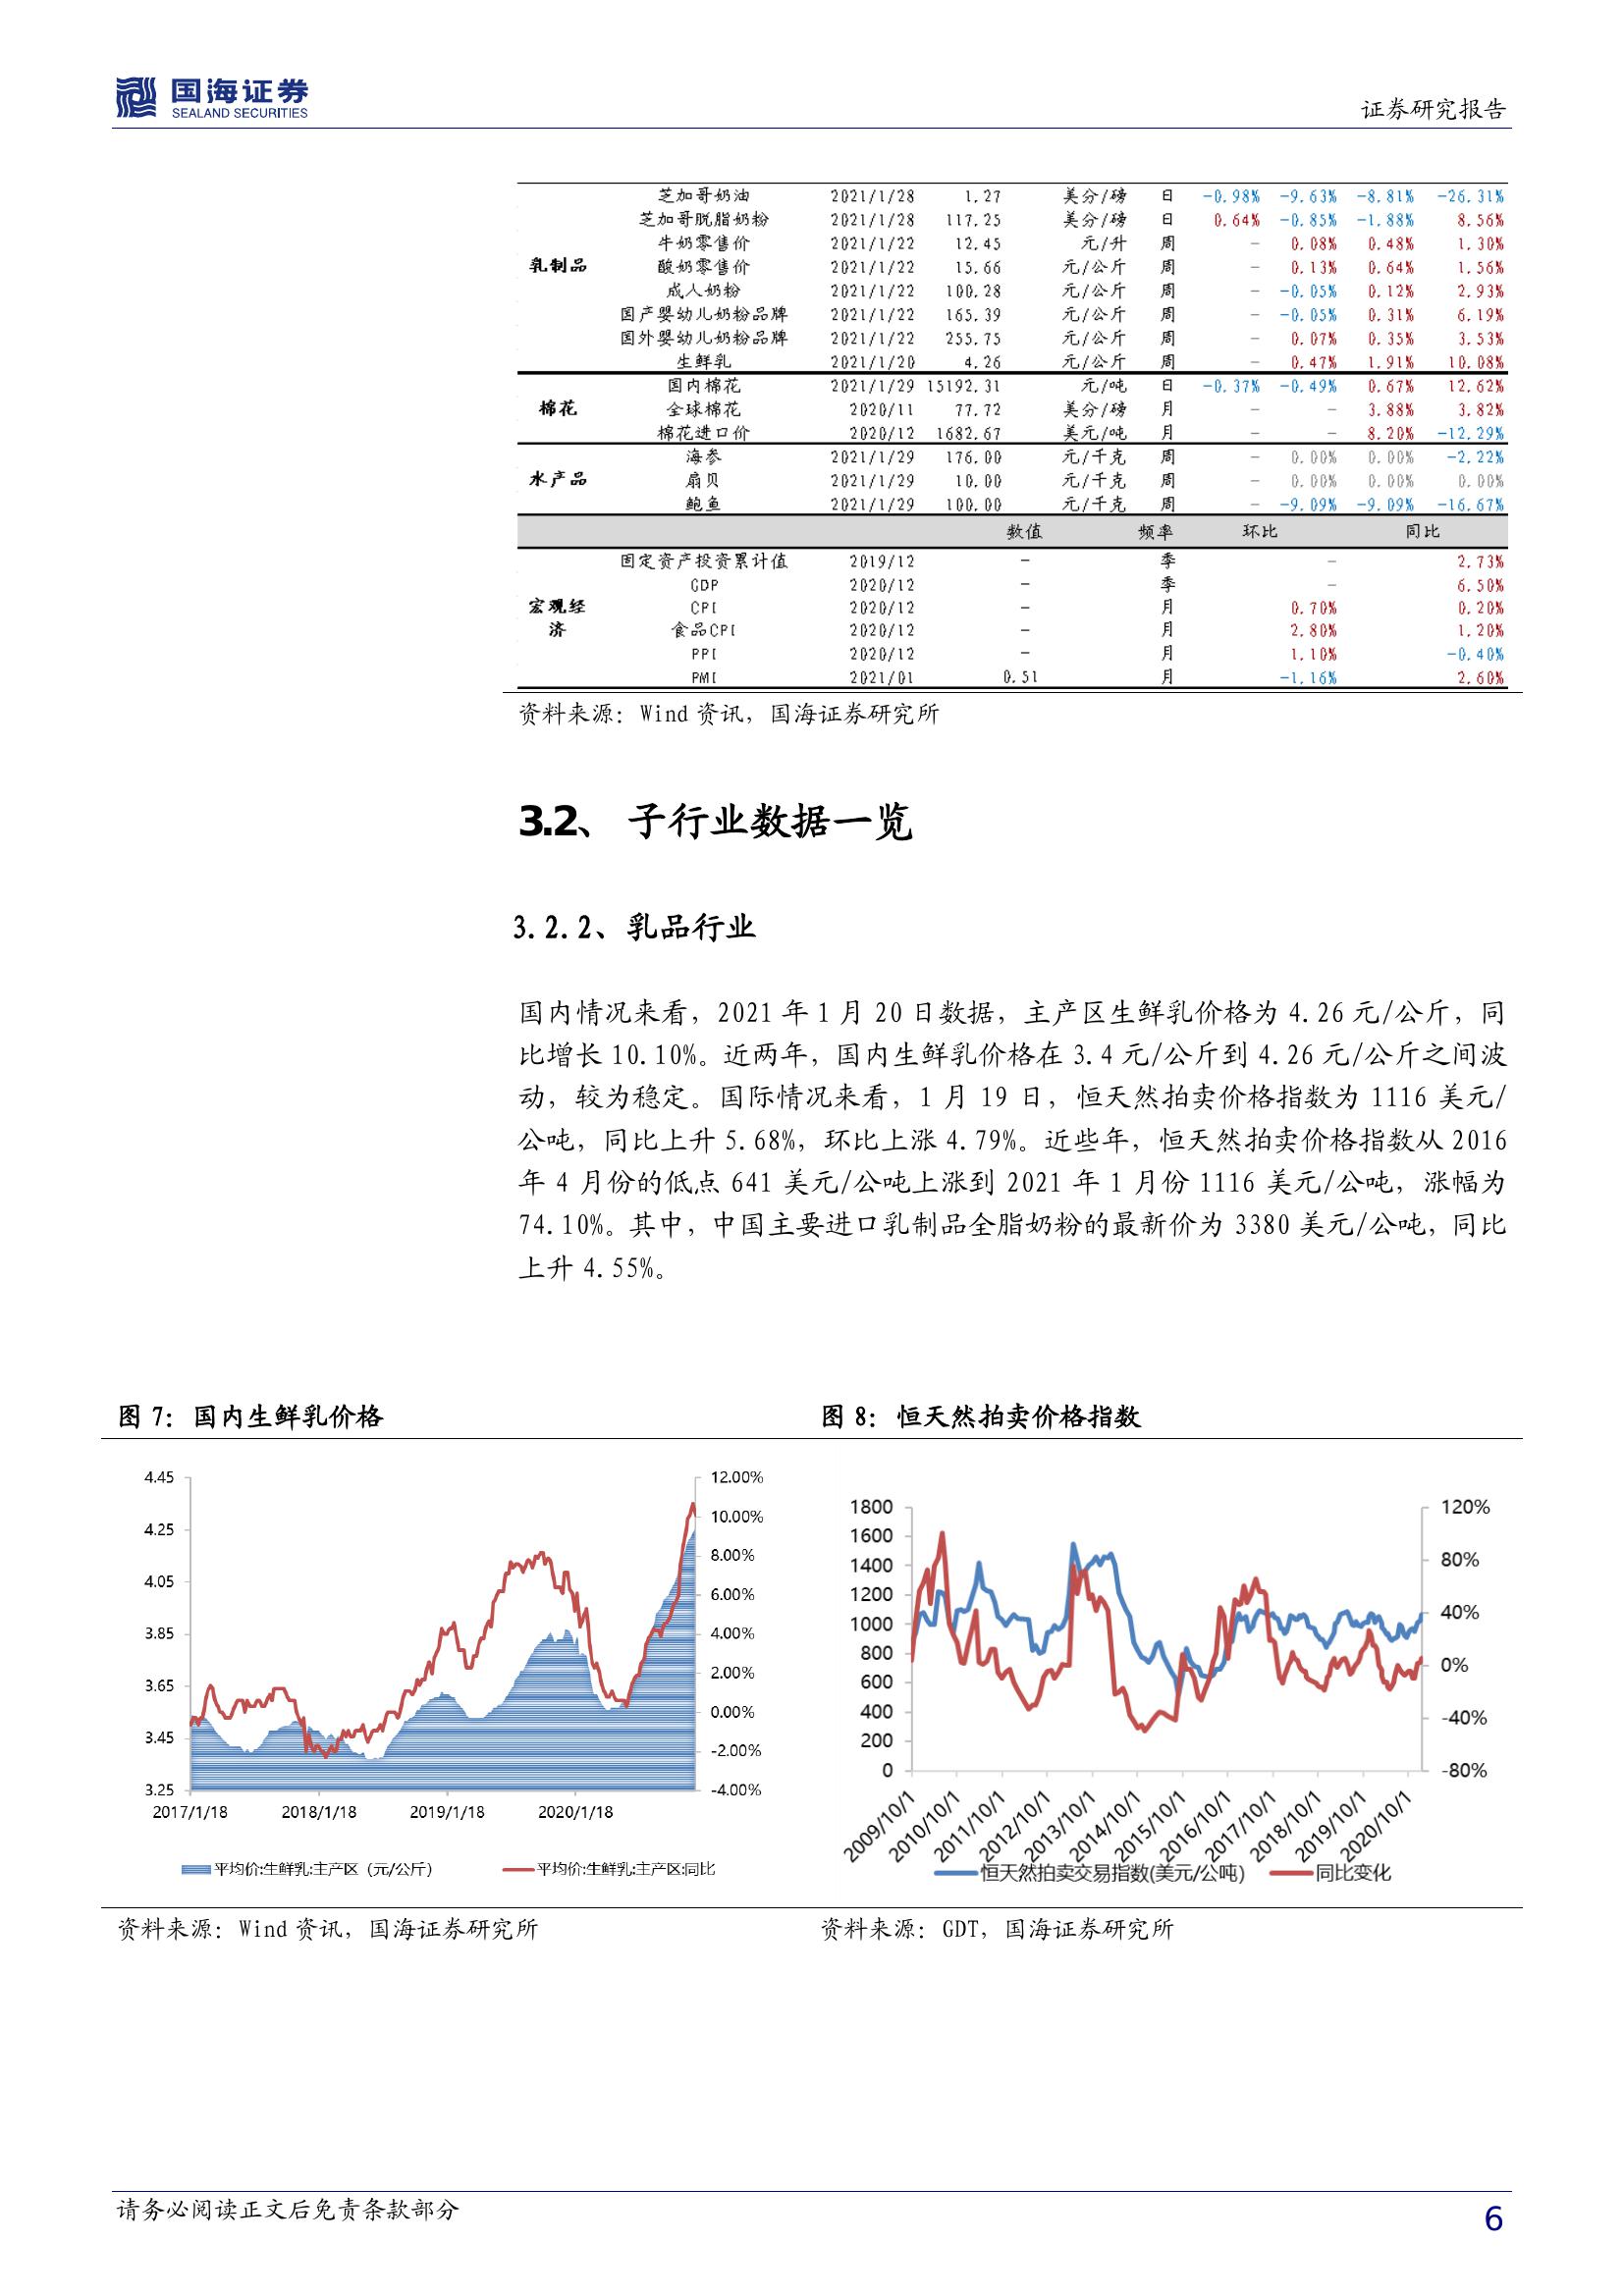 国海证券
SEALAND SECURITIES
证券研究报告
芝加哥奶油 2021/1/28 1.27 美分/磅 日 -0.98% -9.63% -8.81% -26.31%
芝加哥脱脂奶粉 2021/1/28 117.25 美分/磅 日 0.64% -0.85% -1.88% 8.56%
牛奶零售价 2021/1/22 12.45 元/升 周 - 0.08% 0.48% 1.30%
乳制品 酸奶零售价 2021/1/22 15.66 元/公斤 周 - 0.13% 0.64% 1.56%
成人奶粉 2021/1/22 100.28 元/公斤 周 - -0.05% 0.12% 2.93%
国产婴幼儿奶粉品牌 2021/1/22 165.39 元/公斤 周 - -0.05% 0.31% 6.19%
国外婴幼儿奶粉品牌 2021/1/22 255.75 元/公斤 周 - 0.07% 0.35% 3.53%
生鲜乳 2021/1/20 4.26 元/公斤 周 - 0.47% 1.91% 10.08%
国内棉花 2021/1/29 15192.31 元/吨 日 -0.37% -0.49% 0.67% 12.62%
棉花 全球棉花 2020/11 77.72 美分/磅 月 - - 3.88% 3.82%
棉花进口价 2020/12 1682.67 美元/吨 月 - - 8.20% -12.29%
海参 2021/1/29 176.00 元/千克 周 - 0.00% 0.00% -2.22%
水产品 扇贝 2021/1/29 10.00 元/千克 周 - 0.00% 0.00% 0.00%
鲍鱼 2021/1/29 100.00 元/千克 周 - -9.09% -9.09% -16.67%
数值 频率 环比 同比
固定资产投资累计值 2019/12 - 季 - 2.73%
GDP 2020/12 - 季 - 6.50%
宏观经 CPI 2020/12 - 月 0.70% 0.20%
济 食品CPI 2020/12 - 月 2.80% 1.20%
PPI 2020/12 - 月 1.10% -0.40%
PMI 2021/01 0.51 月 -1.16% 2.60%
资料来源：Wind 资讯，国海证券研究所
3.2、 子行业数据一览
3.2.2、乳品行业
国内情况来看，2021 年 1 月 20 日数据，主产区生鲜乳价格为 4.26 元/公斤，同
比增长 10.10%。近两年，国内生鲜乳价格在 3.4 元/公斤到 4.26 元/公斤之间波
动，较为稳定。国际情况来看，1 月 19 日，恒天然拍卖价格指数为 1116 美元/
公吨，同比上升 5.68%，环比上涨 4.79%。近些年，恒天然拍卖价格指数从 2016
年 4 月份的低点 641 美元/公吨上涨到 2021 年 1 月份 1116 美元/公吨，涨幅为
74.10%。其中，中国主要进口乳制品全脂奶粉的最新价为 3380 美元/公吨，同比
上升 4.55%。
图 7：国内生鲜乳价格
4.45 12.00%
10.00%
4.25
8.00%
4.05
6.00%
3.85 4.00%
3.65 2.00%
0.00%
3.45
-2.00%
3.25 -4.00%
2017/1/18 2018/1/18 2019/1/18 2020/1/18
平均价:生鲜乳:主产区（元/公斤） 平均价:生鲜乳:主产区:同比
资料来源：Wind 资讯，国海证券研究所
图 8：恒天然拍卖价格指数
1800 120%
1600
1400 80%
1200
1000 40%
800
600 0%
400 -40%
200
0 -80%
2009/10/1 2010/10/1 2011/10/1 2012/10/1 2013/10/1 2014/10/1 2015/10/1 2016/10/1 2017/10/1 2018/10/1 2019/10/1 2020/10/1
恒天然拍卖交易指数(美元/公吨) 同比变化
资料来源：GDT，国海证券研究所
请务必阅读正文后免责条款部分
6